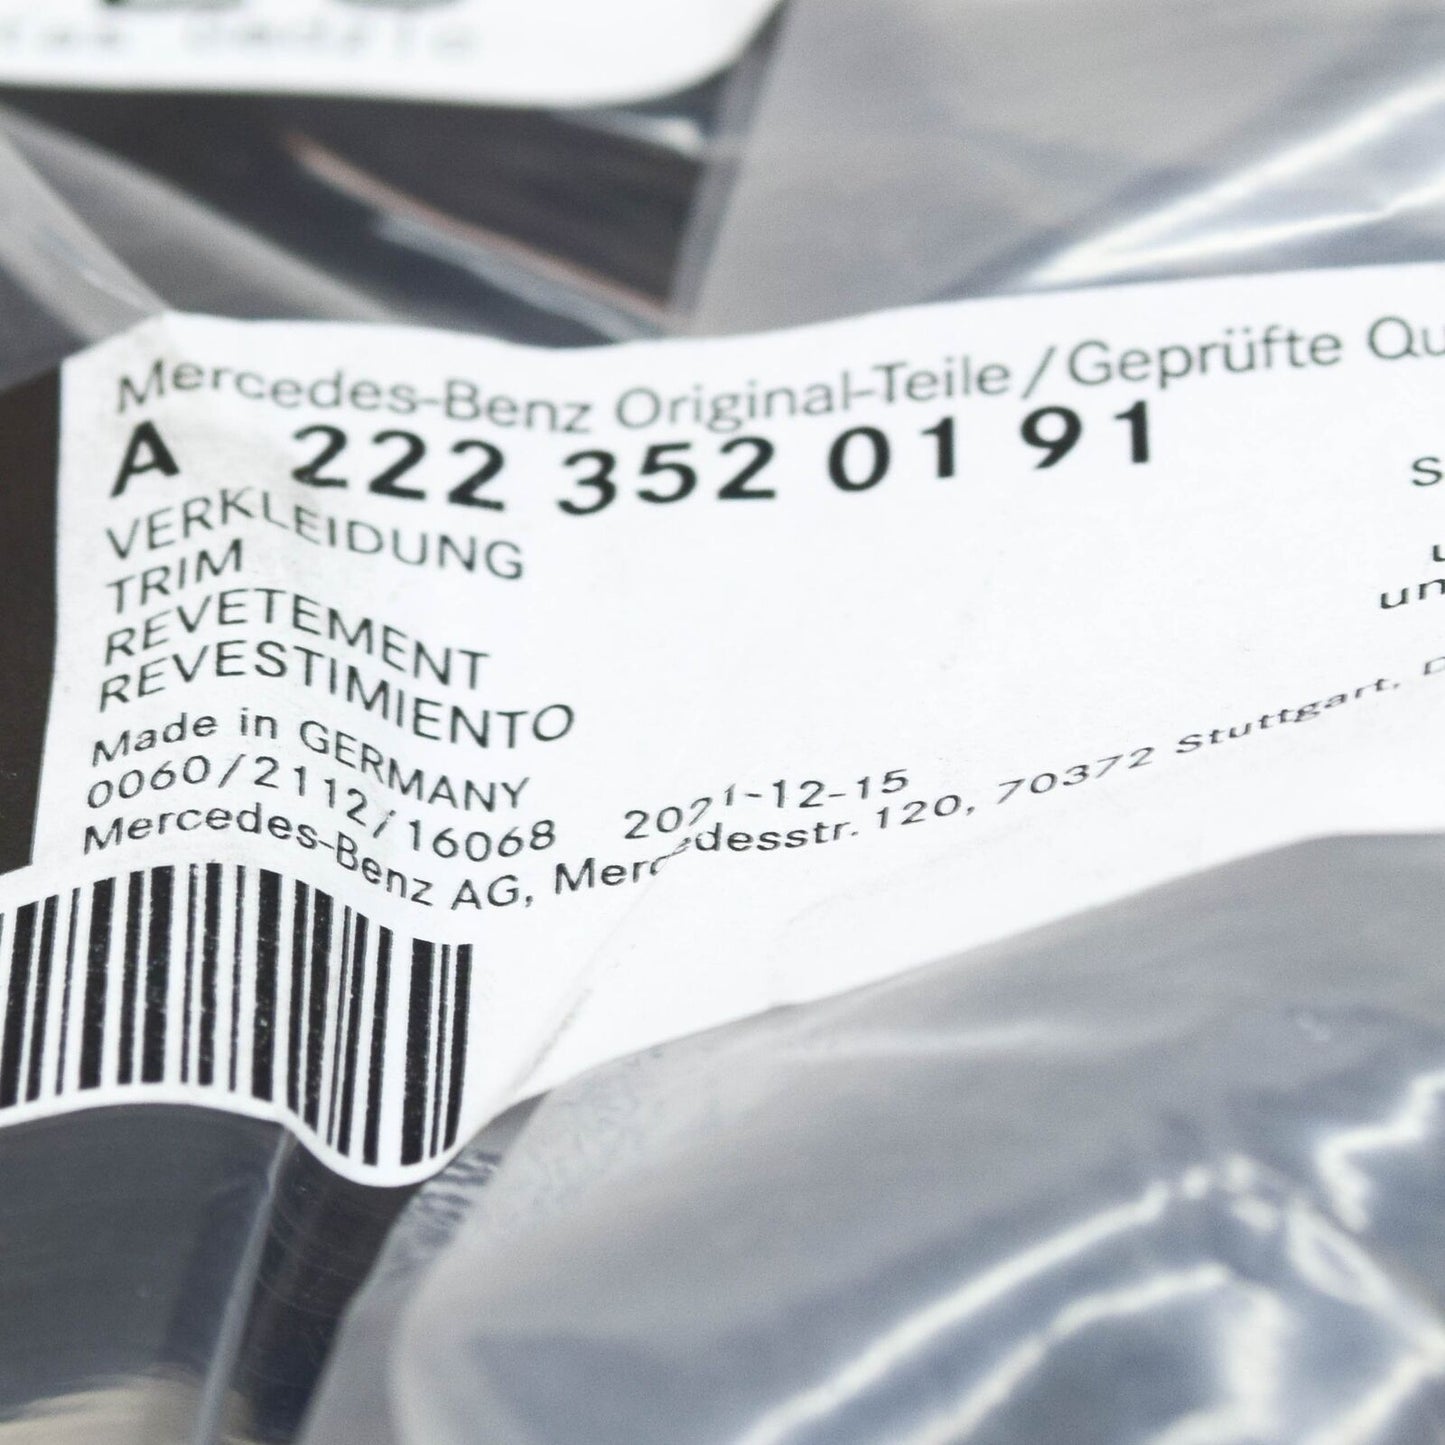 Mercedes-Benz Original-Teile/Geprüfte Qu
A 222 352 01 91
VERKLEIDUNG
TRIM
REVETEMENT
REVESTIMIENTO
Made in GERMANY
0060/2112/16068 2021-12-15
Mercedes-Benz AG, Mercedesstr. 120, 70372 Stuttgart,